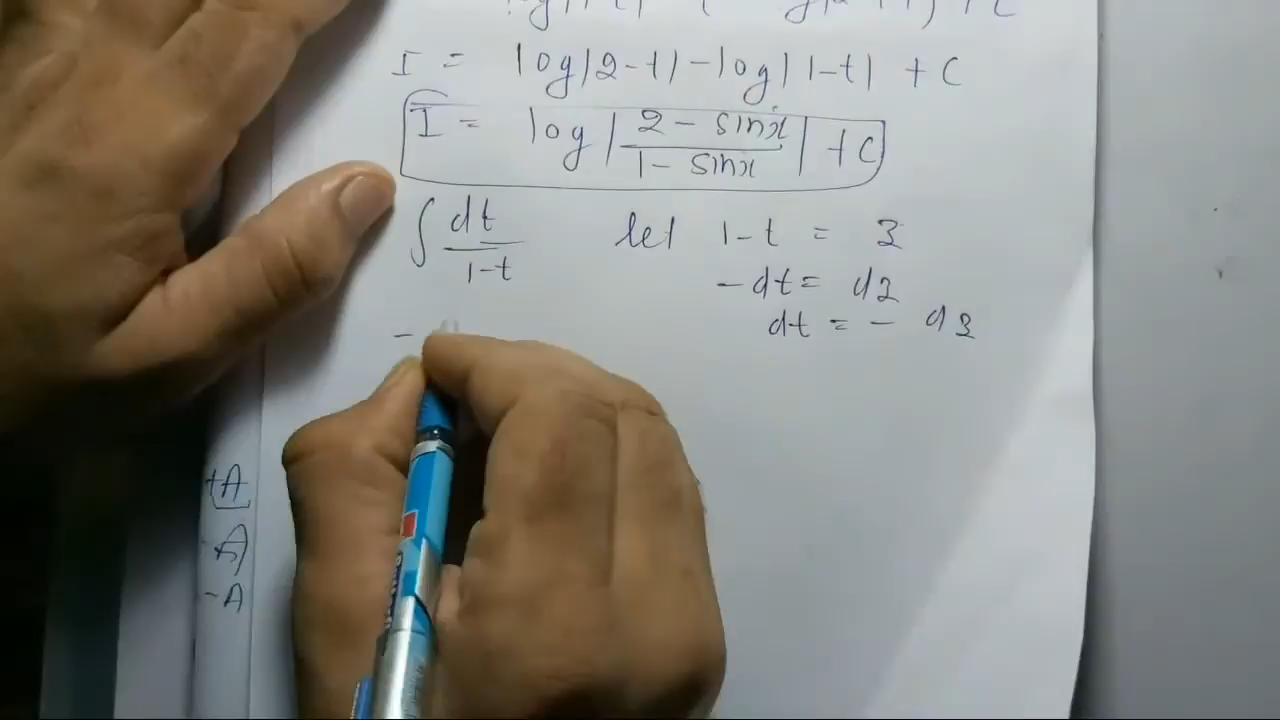 I = log|2-t| - log|1-t| + C
I = log|2 - sinx / 1 - sinx| + C
∫ dt / 1-t let 1-t = z
-dt = dz
dt = - dz
-
+A
-A